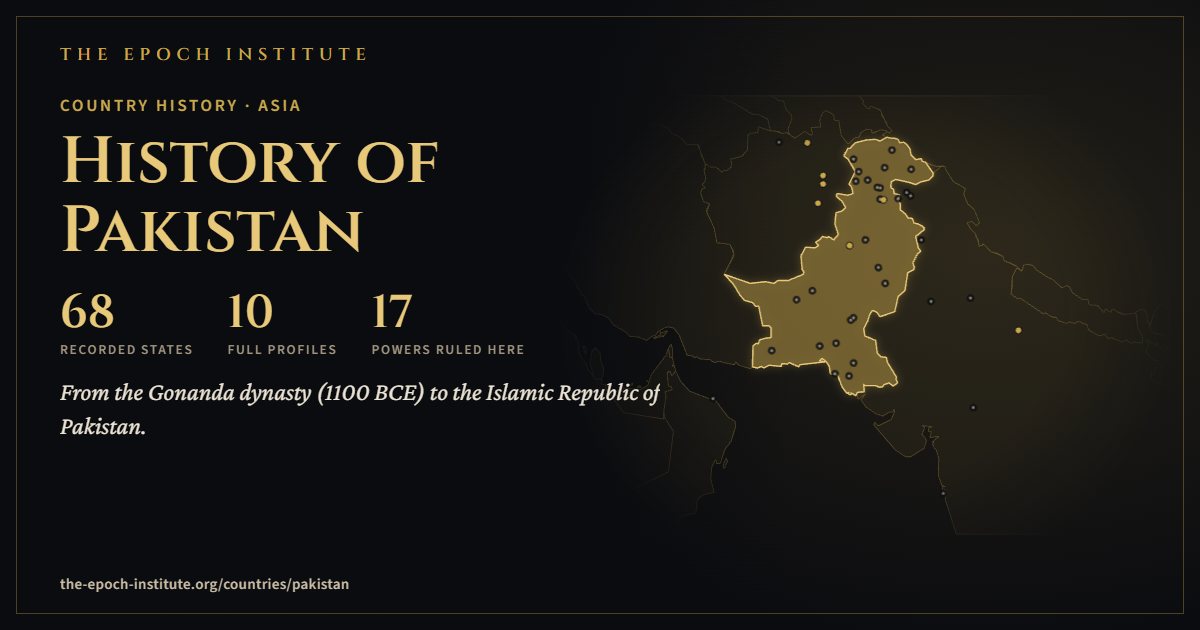 THE EPOCH INSTITUTE
COUNTRY HISTORY · ASIA
HISTORY OF
PAKISTAN
68 10 17
RECORDED STATES FULL PROFILES POWERS RULED HERE
From the Gonanda dynasty (1100 BCE) to the Islamic Republic of
Pakistan.
the-epoch-institute.org/countries/pakistan